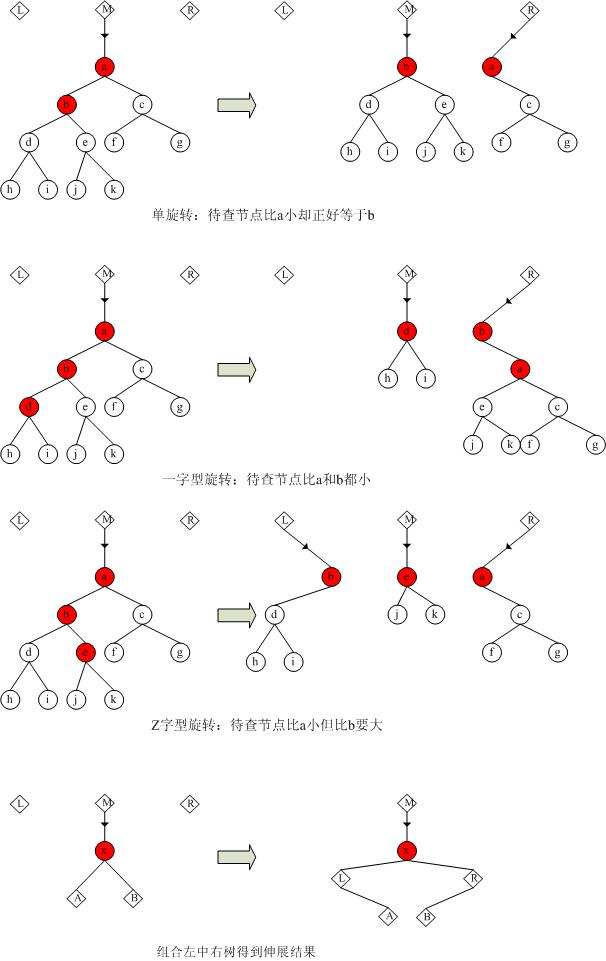 L M R L M R
a b a
b c d e c
d e f g h i j k f g
h i j k
单旋转：待查节点比a小却正好等于b
L M R L M R
a d b
b c h i a
d e f g e c
h i j k j k f g
一字型旋转：待查节点比a和b都小
L M R L M R
a b e a
b c d j k c
d e f g h i f g
h i j k
Z字型旋转：待查节点比a小但比b要大
L M R M
x x
A B L R
A B
组合左中右树得到伸展结果